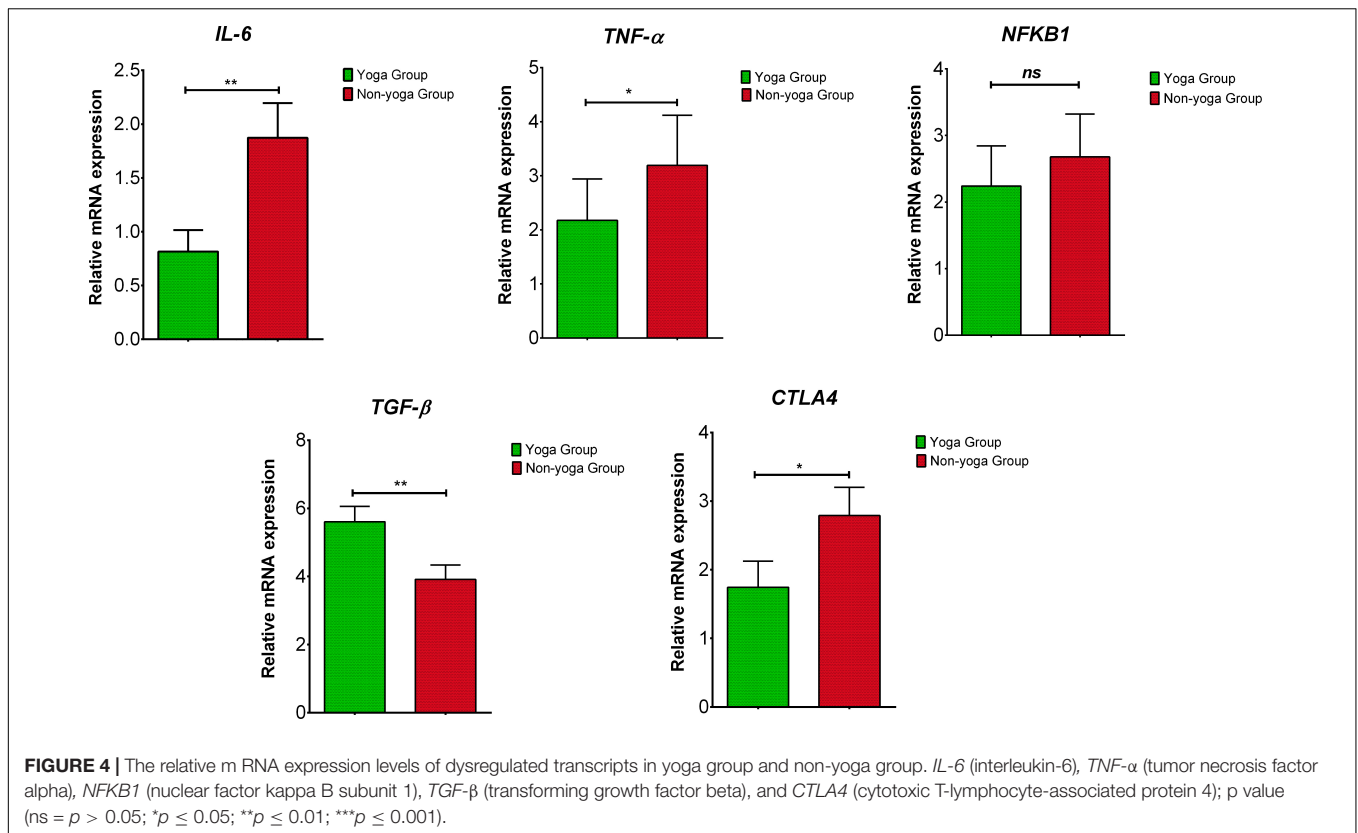 IL-6
2.5
2.0
1.5
1.0
0.5
0.0
Relative mRNA expression
**
Yoga Group
Non-yoga Group
TNF-α
5
4
3
2
1
0
Relative mRNA expression
*
Yoga Group
Non-yoga Group
NFKB1
4
3
2
1
0
Relative mRNA expression
ns
Yoga Group
Non-yoga Group
TGF-β
8
6
4
2
0
Relative mRNA expression
**
Yoga Group
Non-yoga Group
CTLA4
4
3
2
1
0
Relative mRNA expression
*
Yoga Group
Non-yoga Group
FIGURE 4 | The relative m RNA expression levels of dysregulated transcripts in yoga group and non-yoga group. IL-6 (interleukin-6), TNF-α (tumor necrosis factor
alpha), NFKB1 (nuclear factor kappa B subunit 1), TGF-β (transforming growth factor beta), and CTLA4 (cytotoxic T-lymphocyte-associated protein 4); p value
(ns = p > 0.05; *p ≤ 0.05; **p ≤ 0.01; ***p ≤ 0.001).